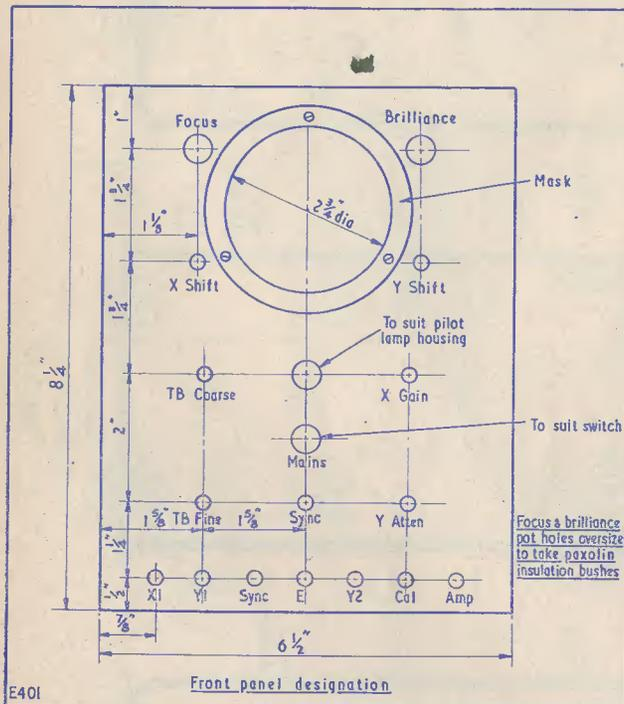 Focus
Brilliance
1"
Mask
2 3/4" dia
1 3/4"
1 1/8"
X Shift
Y Shift
1 3/4"
To suit pilot
lamp housing
8 1/4"
TB Coarse
X Gain
2"
To suit switch
Mains
1 5/8"
TB Fine
1 5/8"
Sync
Y Atten
Focus & brilliance
pot holes oversize
to take paxolin
insulation bushes
1 1/4"
1/2"
X1
Y1
Sync
E
Y2
Cal
Amp
7/8"
6 1/2"
Front panel designation
E401